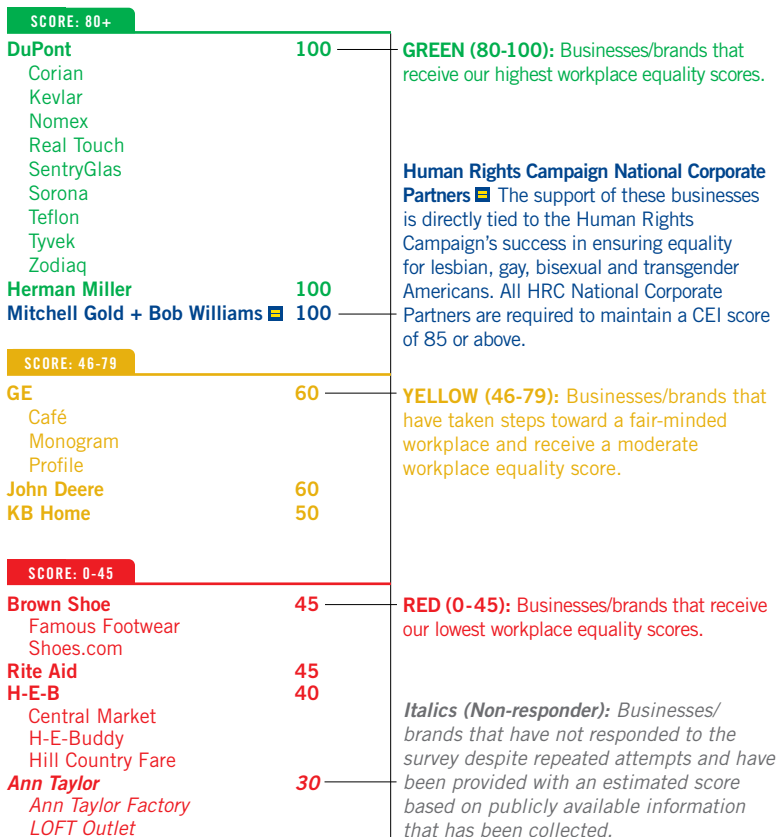 SCORE: 80+
DuPont 100
Corian
Kevlar
Nomex
Real Touch
SentryGlas
Sorona
Teflon
Tyvek
Zodiaq
Herman Miller 100
Mitchell Gold + Bob Williams 100
GREEN (80-100): Businesses/brands that
receive our highest workplace equality scores.
Human Rights Campaign National Corporate
Partners The support of these businesses
is directly tied to the Human Rights
Campaign’s success in ensuring equality
for lesbian, gay, bisexual and transgender
Americans. All HRC National Corporate
Partners are required to maintain a CEI score
of 85 or above.
SCORE: 46-79
GE 60
Café
Monogram
Profile
John Deere 60
KB Home 50
YELLOW (46-79): Businesses/brands that
have taken steps toward a fair-minded
workplace and receive a moderate
workplace equality score.
SCORE: 0-45
Brown Shoe 45
Famous Footwear
Shoes.com
Rite Aid 45
H-E-B 40
Central Market
H-E-Buddy
Hill Country Fare
Ann Taylor 30
Ann Taylor Factory
LOFT Outlet
RED (0-45): Businesses/brands that receive
our lowest workplace equality scores.
Italics (Non-responder): Businesses/
brands that have not responded to the
survey despite repeated attempts and have
been provided with an estimated score
based on publicly available information
that has been collected.